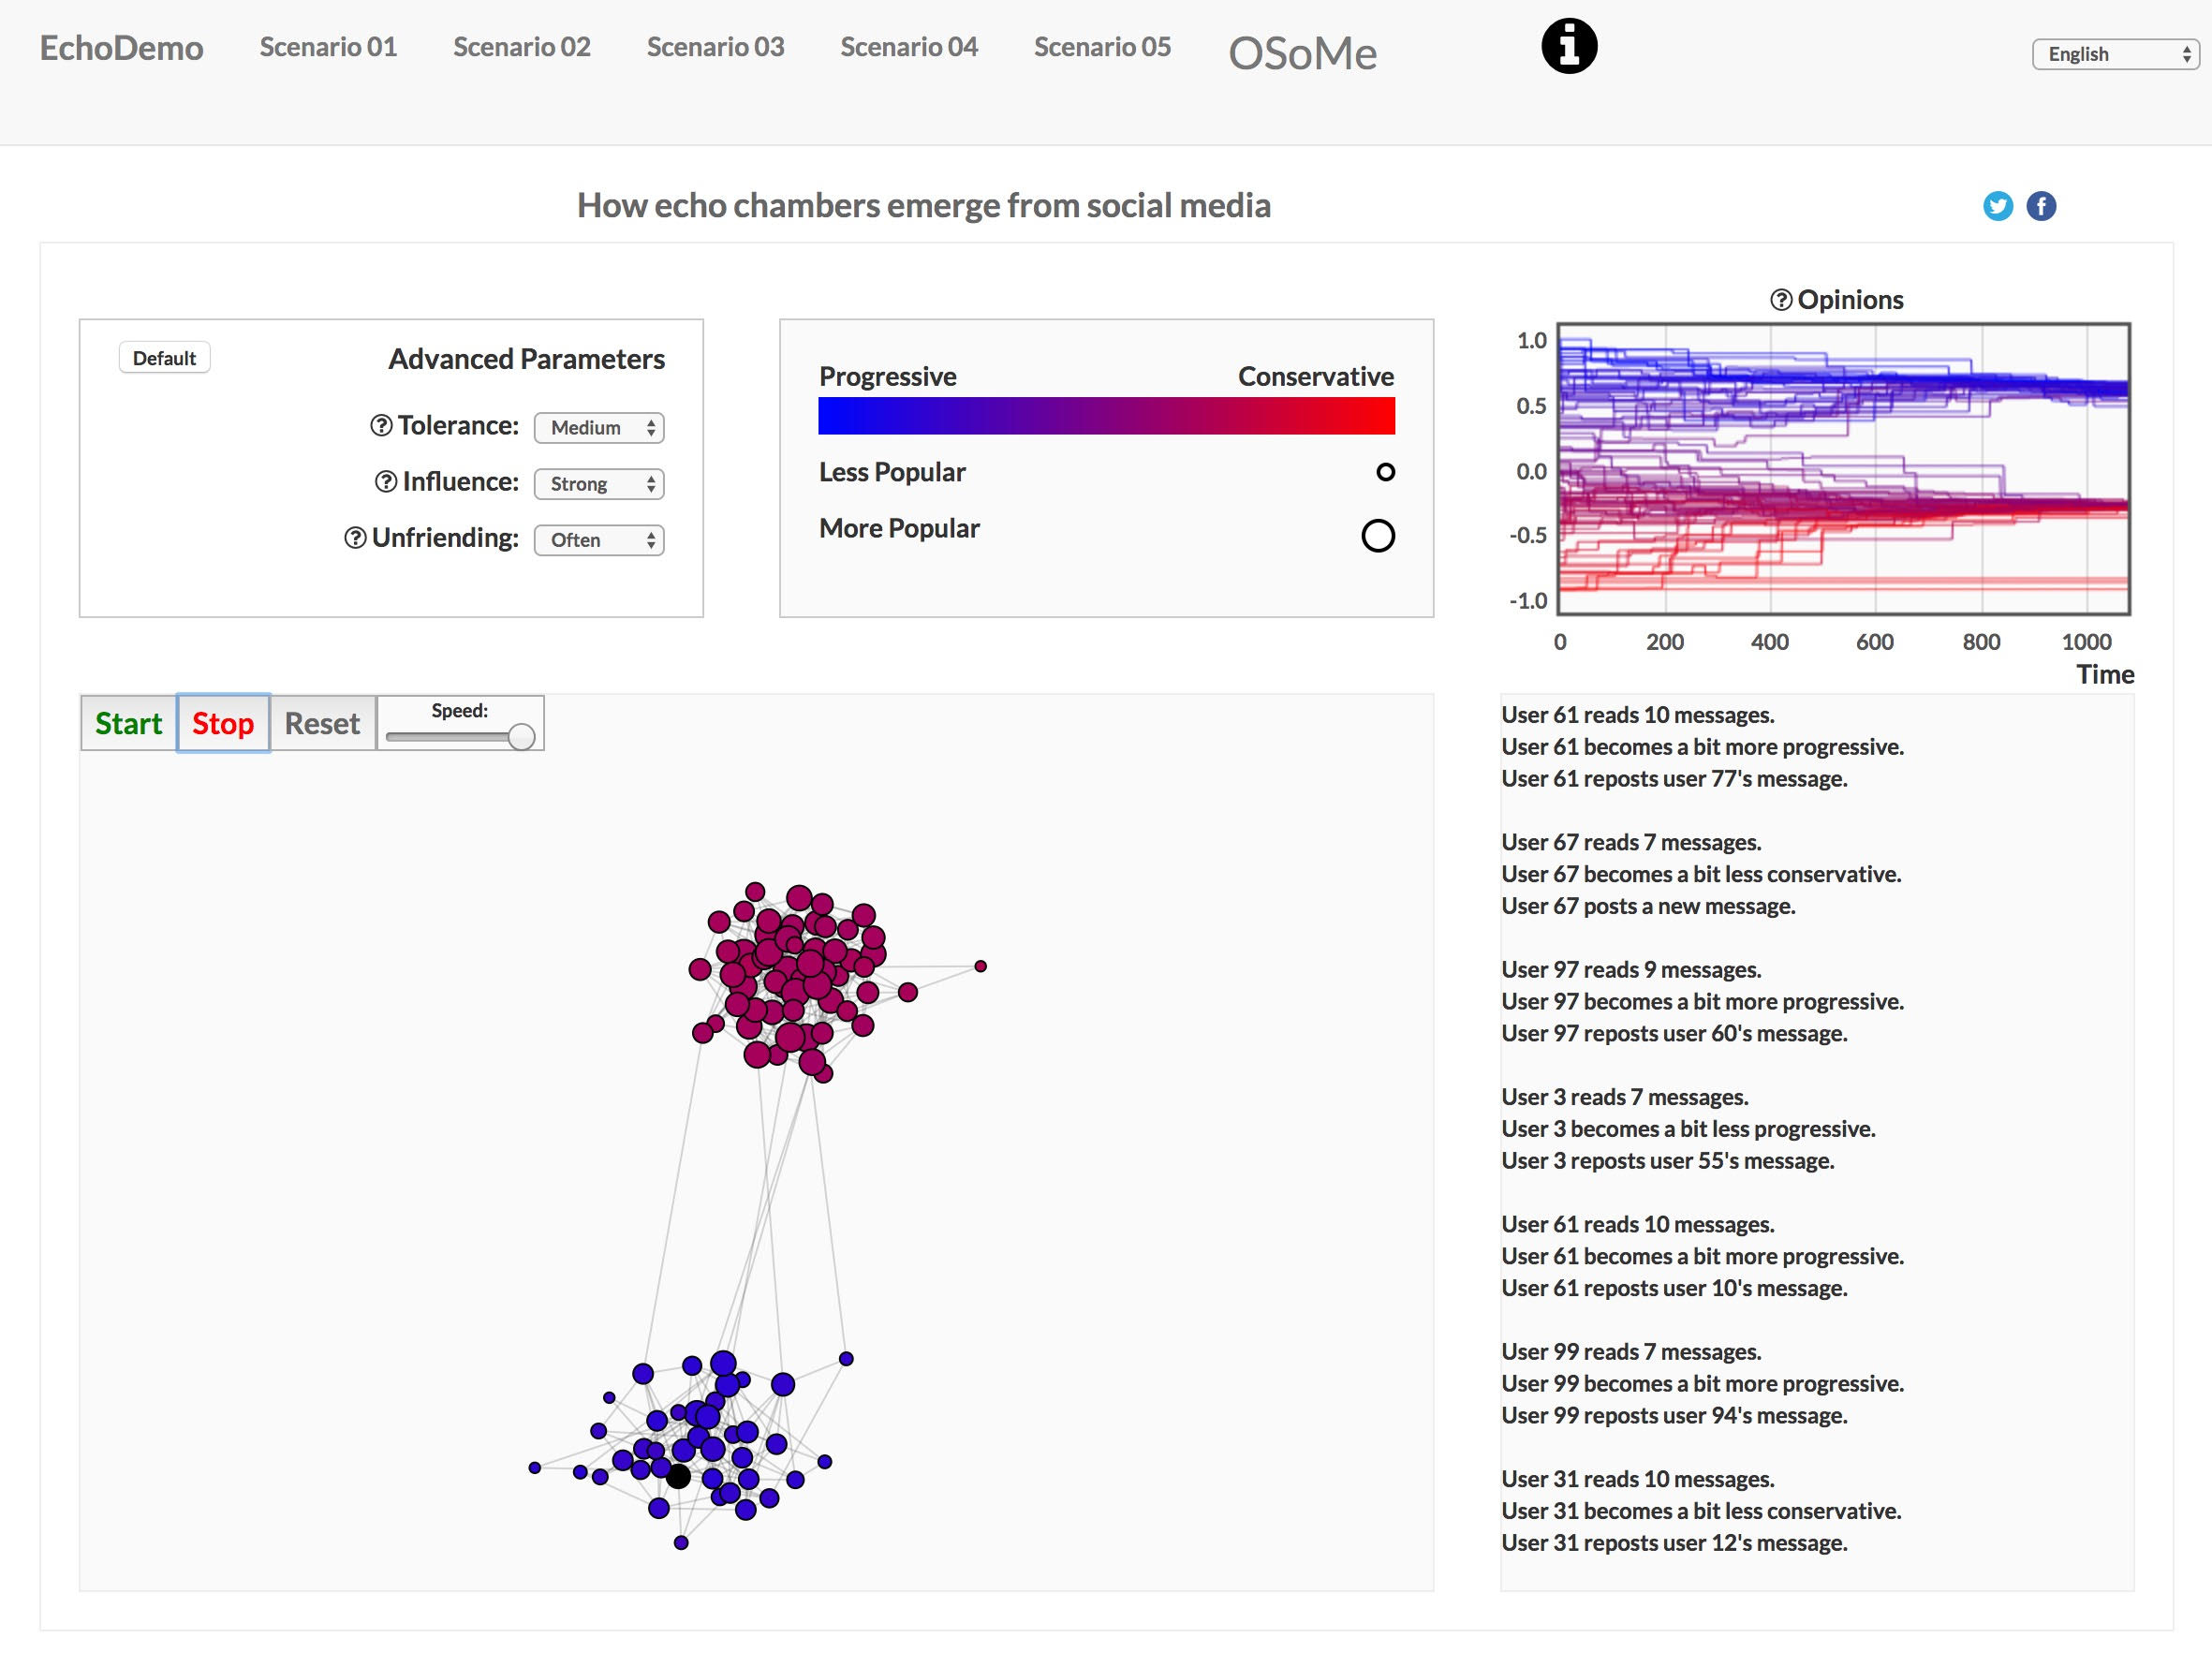 EchoDemo
Scenario 01
Scenario 02
Scenario 03
Scenario 04
Scenario 05
OSoMe
English
How echo chambers emerge from social media
Default
Advanced Parameters
Tolerance: Medium
Influence: Strong
Unfriending: Often
Progressive
Conservative
Less Popular
More Popular
Opinions
1.0
0.5
0.0
-0.5
-1.0
0 200 400 600 800 1000
Time
Start
Stop
Reset
Speed:
User 61 reads 10 messages.
User 61 becomes a bit more progressive.
User 61 reposts user 77's message.
User 67 reads 7 messages.
User 67 becomes a bit less conservative.
User 67 posts a new message.
User 97 reads 9 messages.
User 97 becomes a bit more progressive.
User 97 reposts user 60's message.
User 3 reads 7 messages.
User 3 becomes a bit less progressive.
User 3 reposts user 55's message.
User 61 reads 10 messages.
User 61 becomes a bit more progressive.
User 61 reposts user 10's message.
User 99 reads 7 messages.
User 99 becomes a bit more progressive.
User 99 reposts user 94's message.
User 31 reads 10 messages.
User 31 becomes a bit less conservative.
User 31 reposts user 12's message.